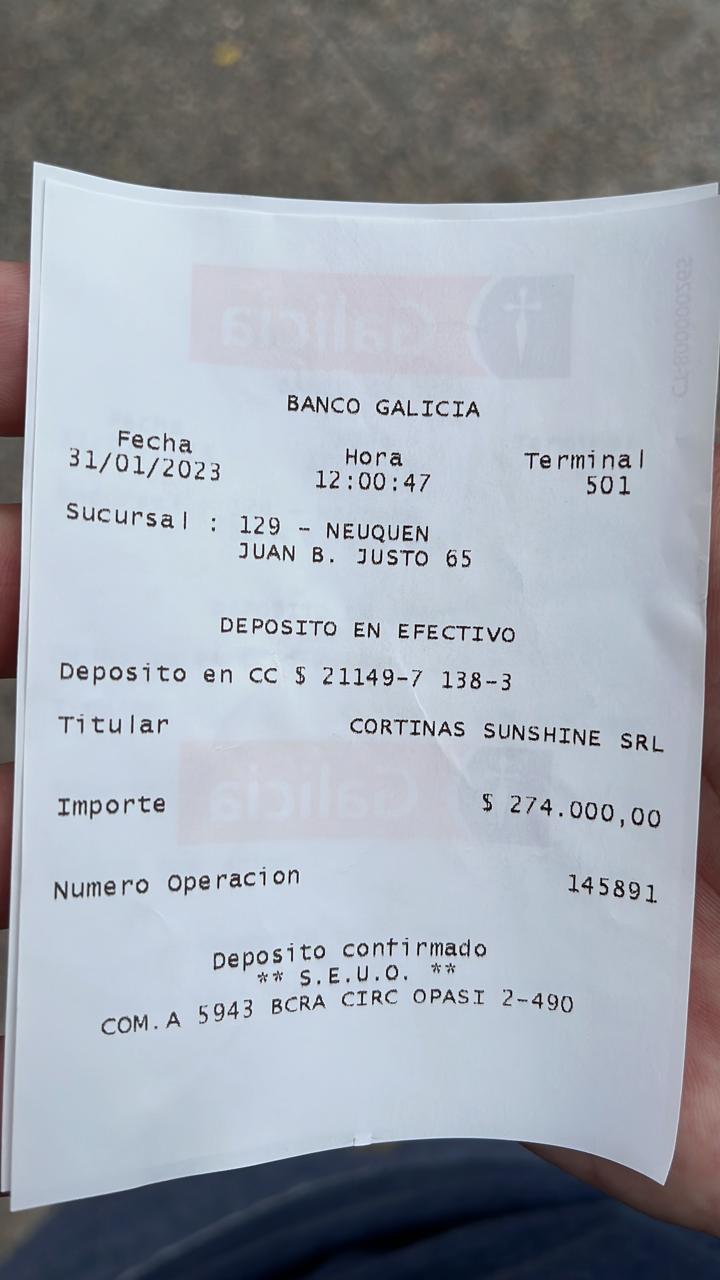 BANCO GALICIA
Fecha Hora Terminal
31/01/2023 12:00:47 501
Sucursal : 129 - NEUQUEN
JUAN B. JUSTO 65
DEPOSITO EN EFECTIVO
Deposito en CC $ 21149-7 138-3
Titular CORTINAS SUNSHINE SRL
Importe $ 274.000,00
Numero Operacion 145891
Deposito confirmado
** S.E.U.O. **
COM.A 5943 BCRA CIRC OPASI 2-490
Galicia
Galicia